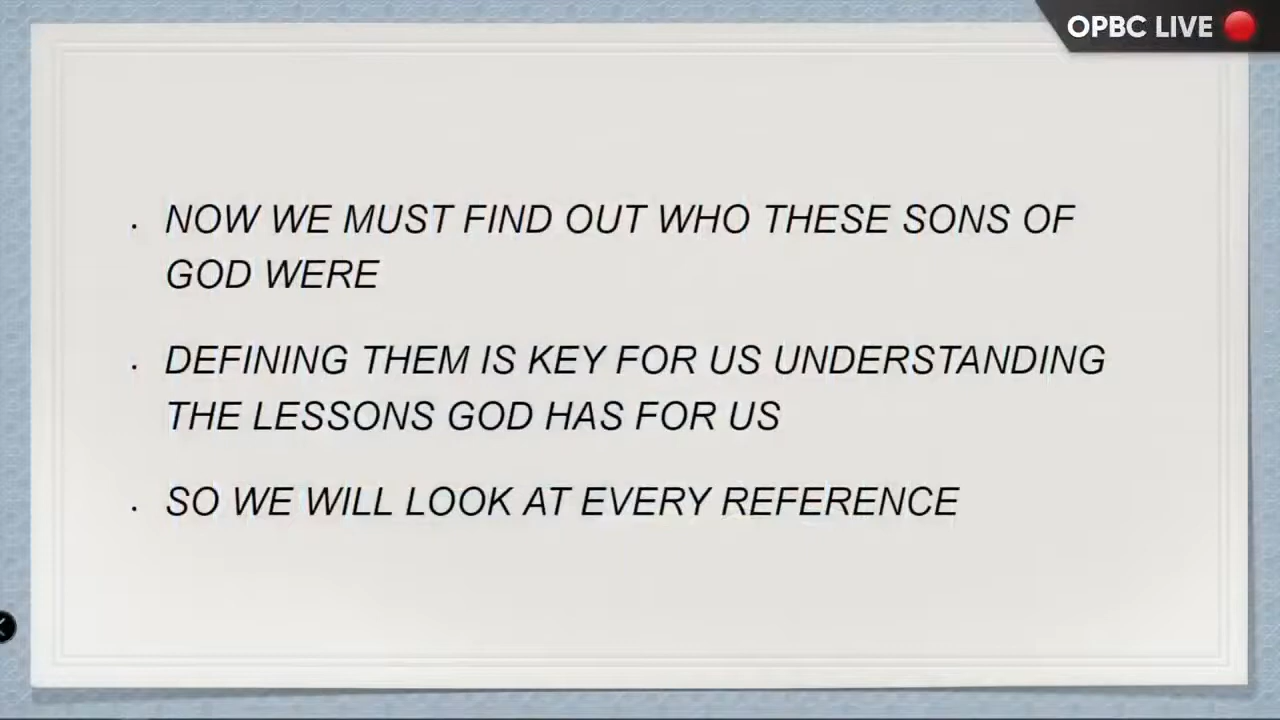 OPBC LIVE
· NOW WE MUST FIND OUT WHO THESE SONS OF
GOD WERE
· DEFINING THEM IS KEY FOR US UNDERSTANDING
THE LESSONS GOD HAS FOR US
· SO WE WILL LOOK AT EVERY REFERENCE